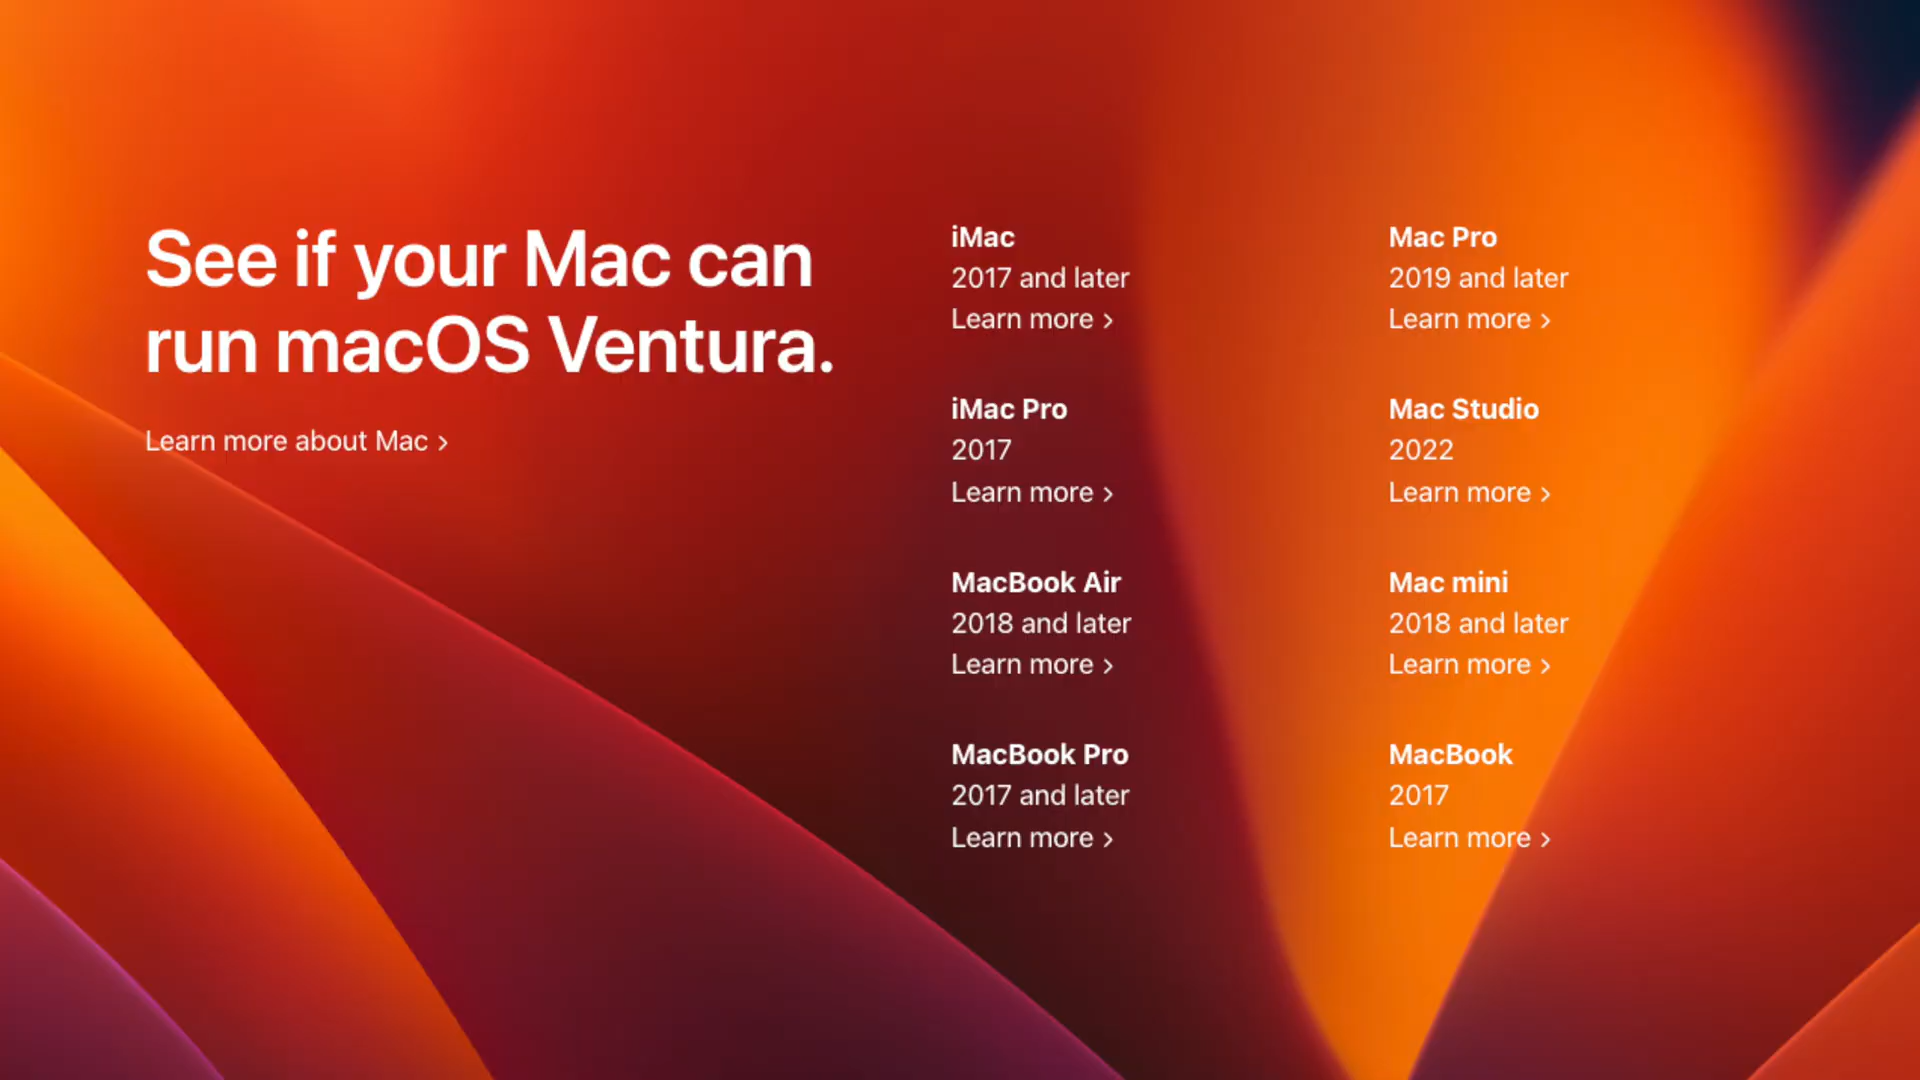 See if your Mac can
run macOS Ventura.
Learn more about Mac >
iMac
2017 and later
Learn more >
iMac Pro
2017
Learn more >
MacBook Air
2018 and later
Learn more >
MacBook Pro
2017 and later
Learn more >
Mac Pro
2019 and later
Learn more >
Mac Studio
2022
Learn more >
Mac mini
2018 and later
Learn more >
MacBook
2017
Learn more >